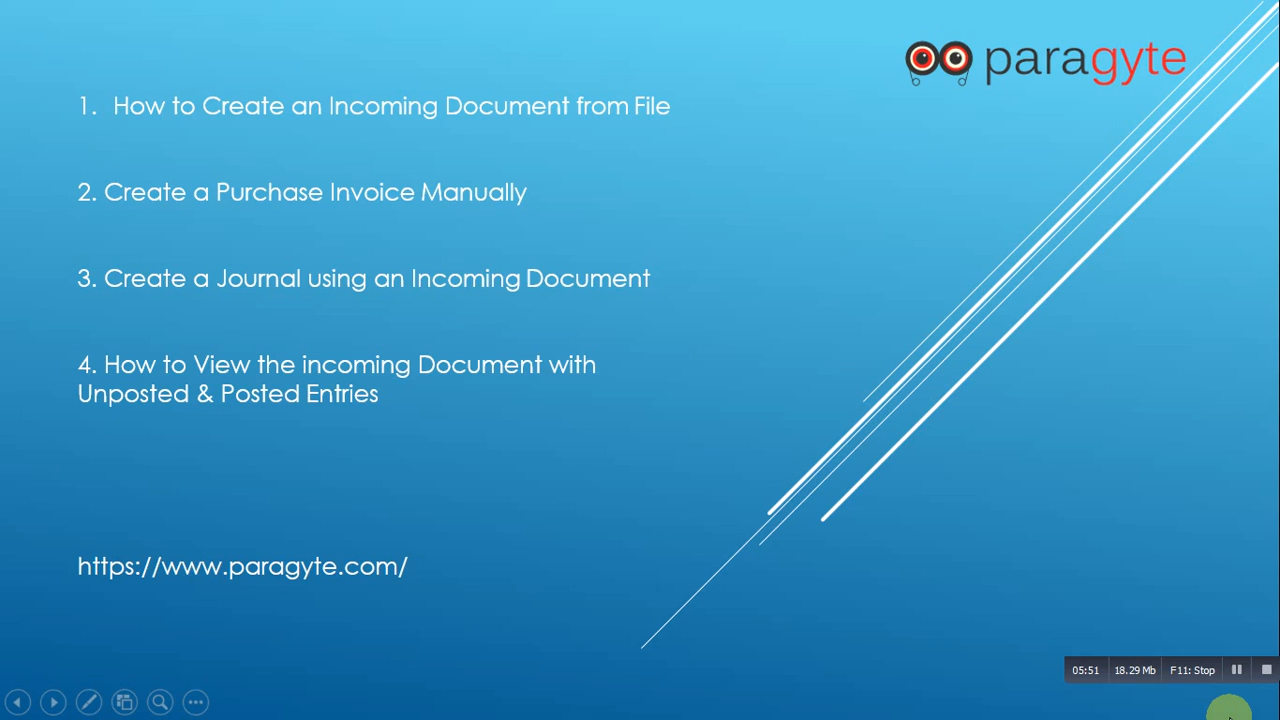 paragyte
1. How to Create an Incoming Document from File
2. Create a Purchase Invoice Manually
3. Create a Journal using an Incoming Document
4. How to View the incoming Document with
Unposted & Posted Entries
https://www.paragyte.com/
05:51 18.29 Mb F11: Stop